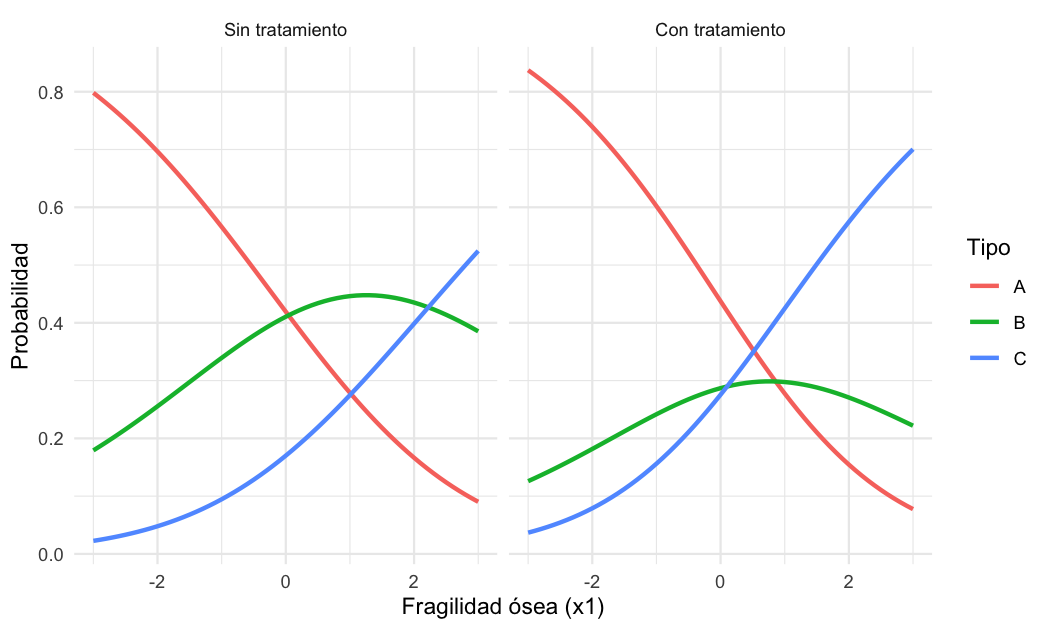 Sin tratamiento
Con tratamiento
Probabilidad
0.8
0.6
0.4
0.2
0.0
-2
0
2
-2
0
2
Fragilidad ósea (x1)
Tipo
A
B
C